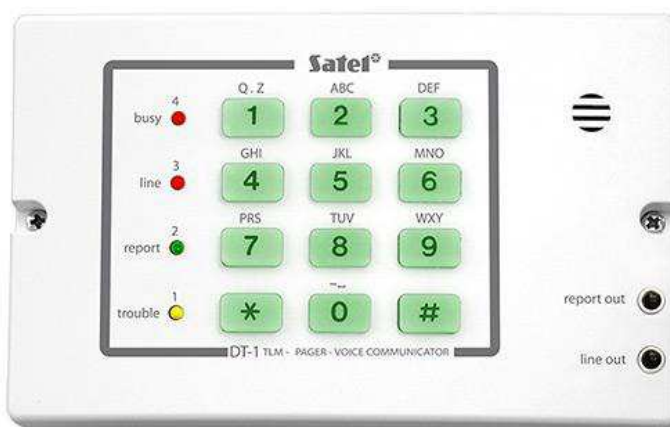 Satel
Q.Z ABC DEF
4
busy 1 2 3
GHI JKL MNO
3
line 4 5 6
PRS TUV WXY
2
report 7 8 9
1
trouble * 0 #
report out
line out
DT-1 TLM - PAGER - VOICE COMMUNICATOR